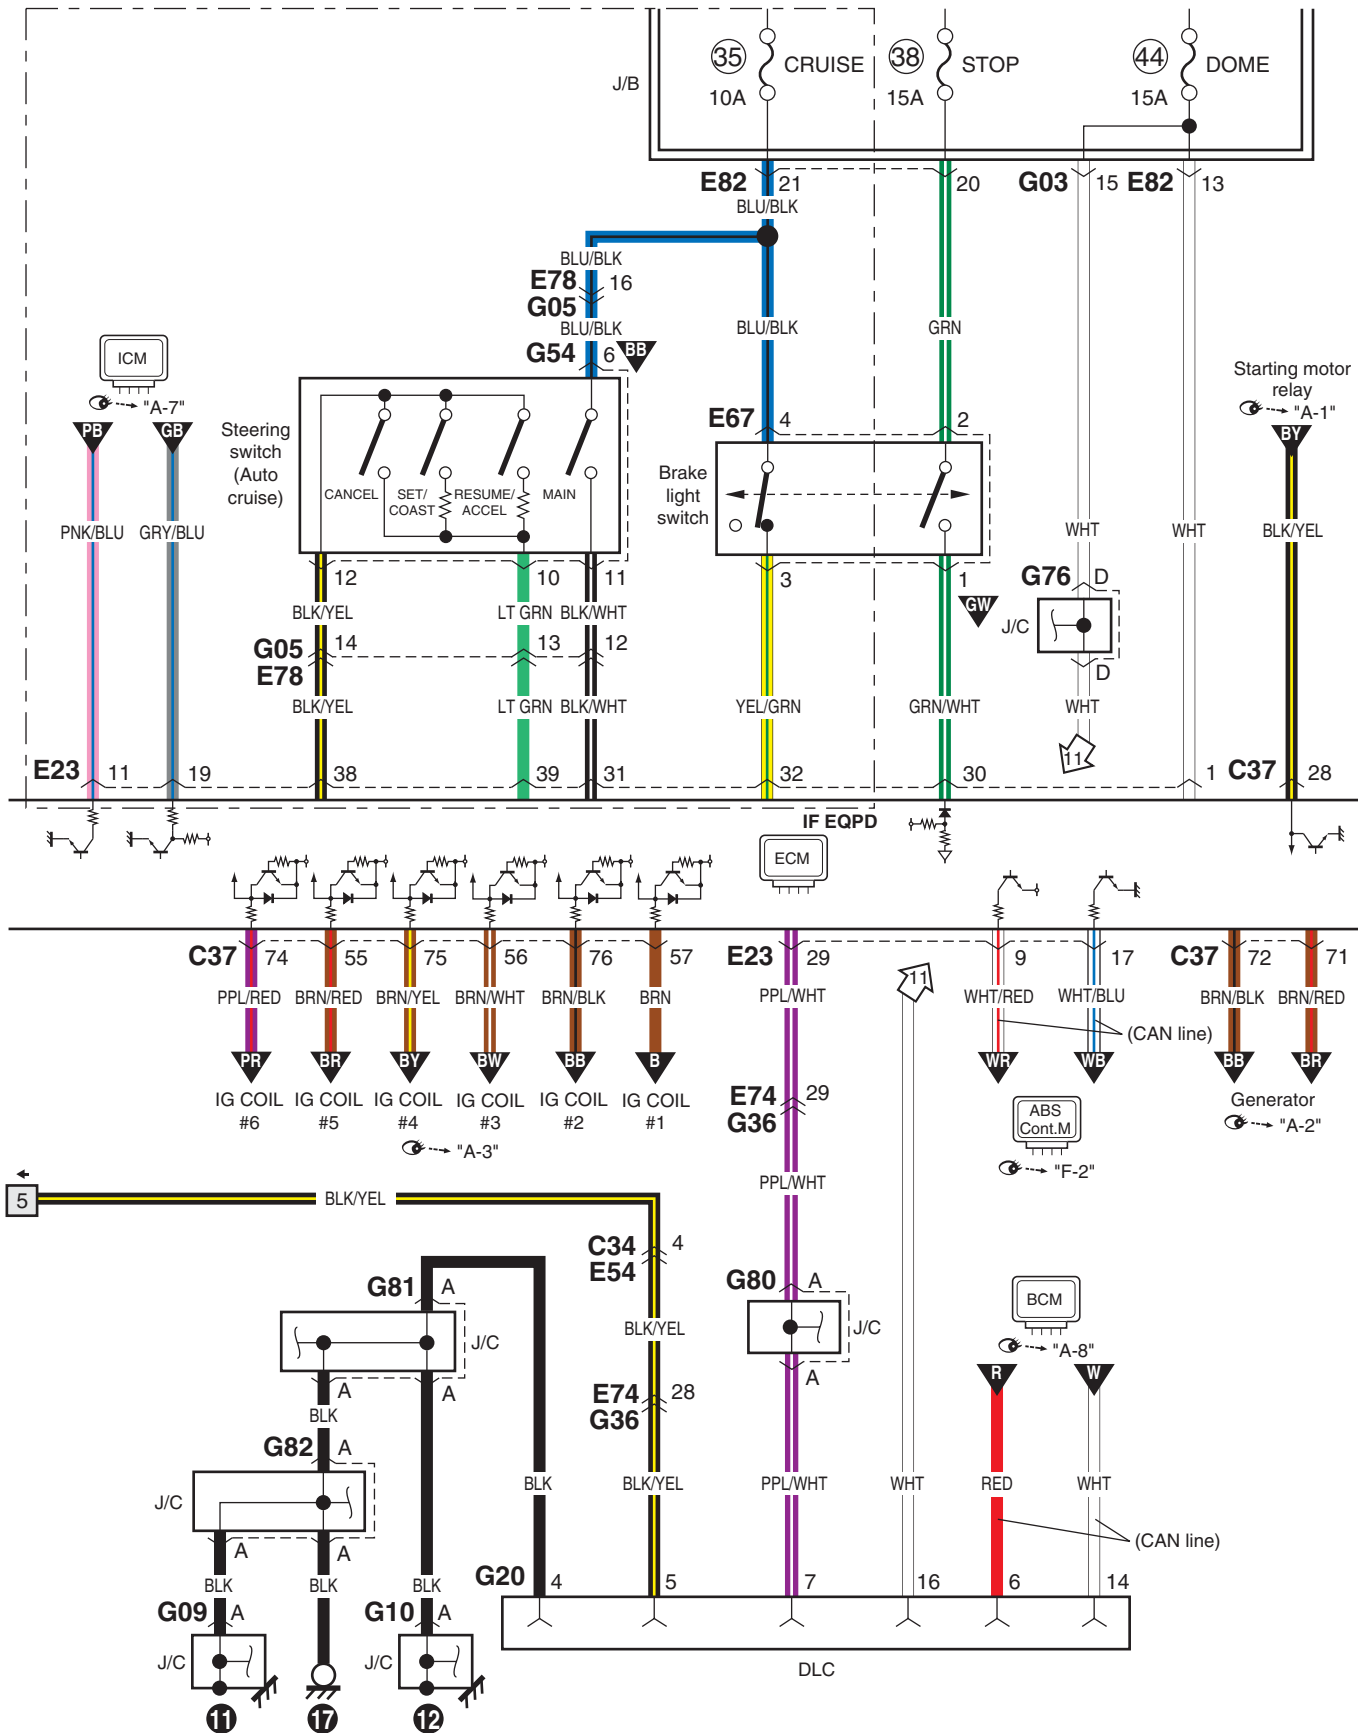 35 CRUISE 38 STOP 44 DOME
J/B
10A 15A 15A
E82 21 20 G03 15 E82 13
BLU/BLK
BLU/BLK
E78 16
G05
BLU/BLK BLU/BLK GRN
ICM
G54 6 BB
"A-7"
Starting motor
relay
"A-1"
PB GB BY
Steering
switch
(Auto
cruise)
E67 4 2
CANCEL SET/
COAST RESUME/
ACCEL MAIN
Brake
light
switch
PNK/BLU GRY/BLU WHT WHT BLK/YEL
12 10 11 3 1 G76 D
GW
J/C
BLK/YEL LT GRN BLK/WHT
G05 14 13 12
E78
D
BLK/YEL LT GRN BLK/WHT YEL/GRN GRN/WHT WHT
11
E23 11 19 38 39 31 32 30 1 C37 28
IF EQPD
ECM
C37 74 55 75 56 76 57 E23 29 9 17 C37 72 71
11
PPL/RED BRN/RED BRN/YEL BRN/WHT BRN/BLK BRN PPL/WHT WHT/RED WHT/BLU BRN/BLK BRN/RED
(CAN line)
PR BR BY BW BB B WR WB BB BR
IG COIL
#6
IG COIL
#5
IG COIL
#4
IG COIL
#3
IG COIL
#2
IG COIL
#1
"A-3"
E74 29
G36
ABS
Cont.M
"F-2"
Generator
"A-2"
5 BLK/YEL PPL/WHT
C34 4
E54
G81 A G80 A
BCM
J/C BLK/YEL J/C
"A-8"
R W
A A A
BLK
E74 28
G36
G82 A
J/C
BLK BLK/YEL PPL/WHT WHT RED WHT
(CAN line)
A A
BLK BLK BLK
G20 4 5 7 16 6 14
G09 A G10 A
J/C J/C
DLC
11 17 12